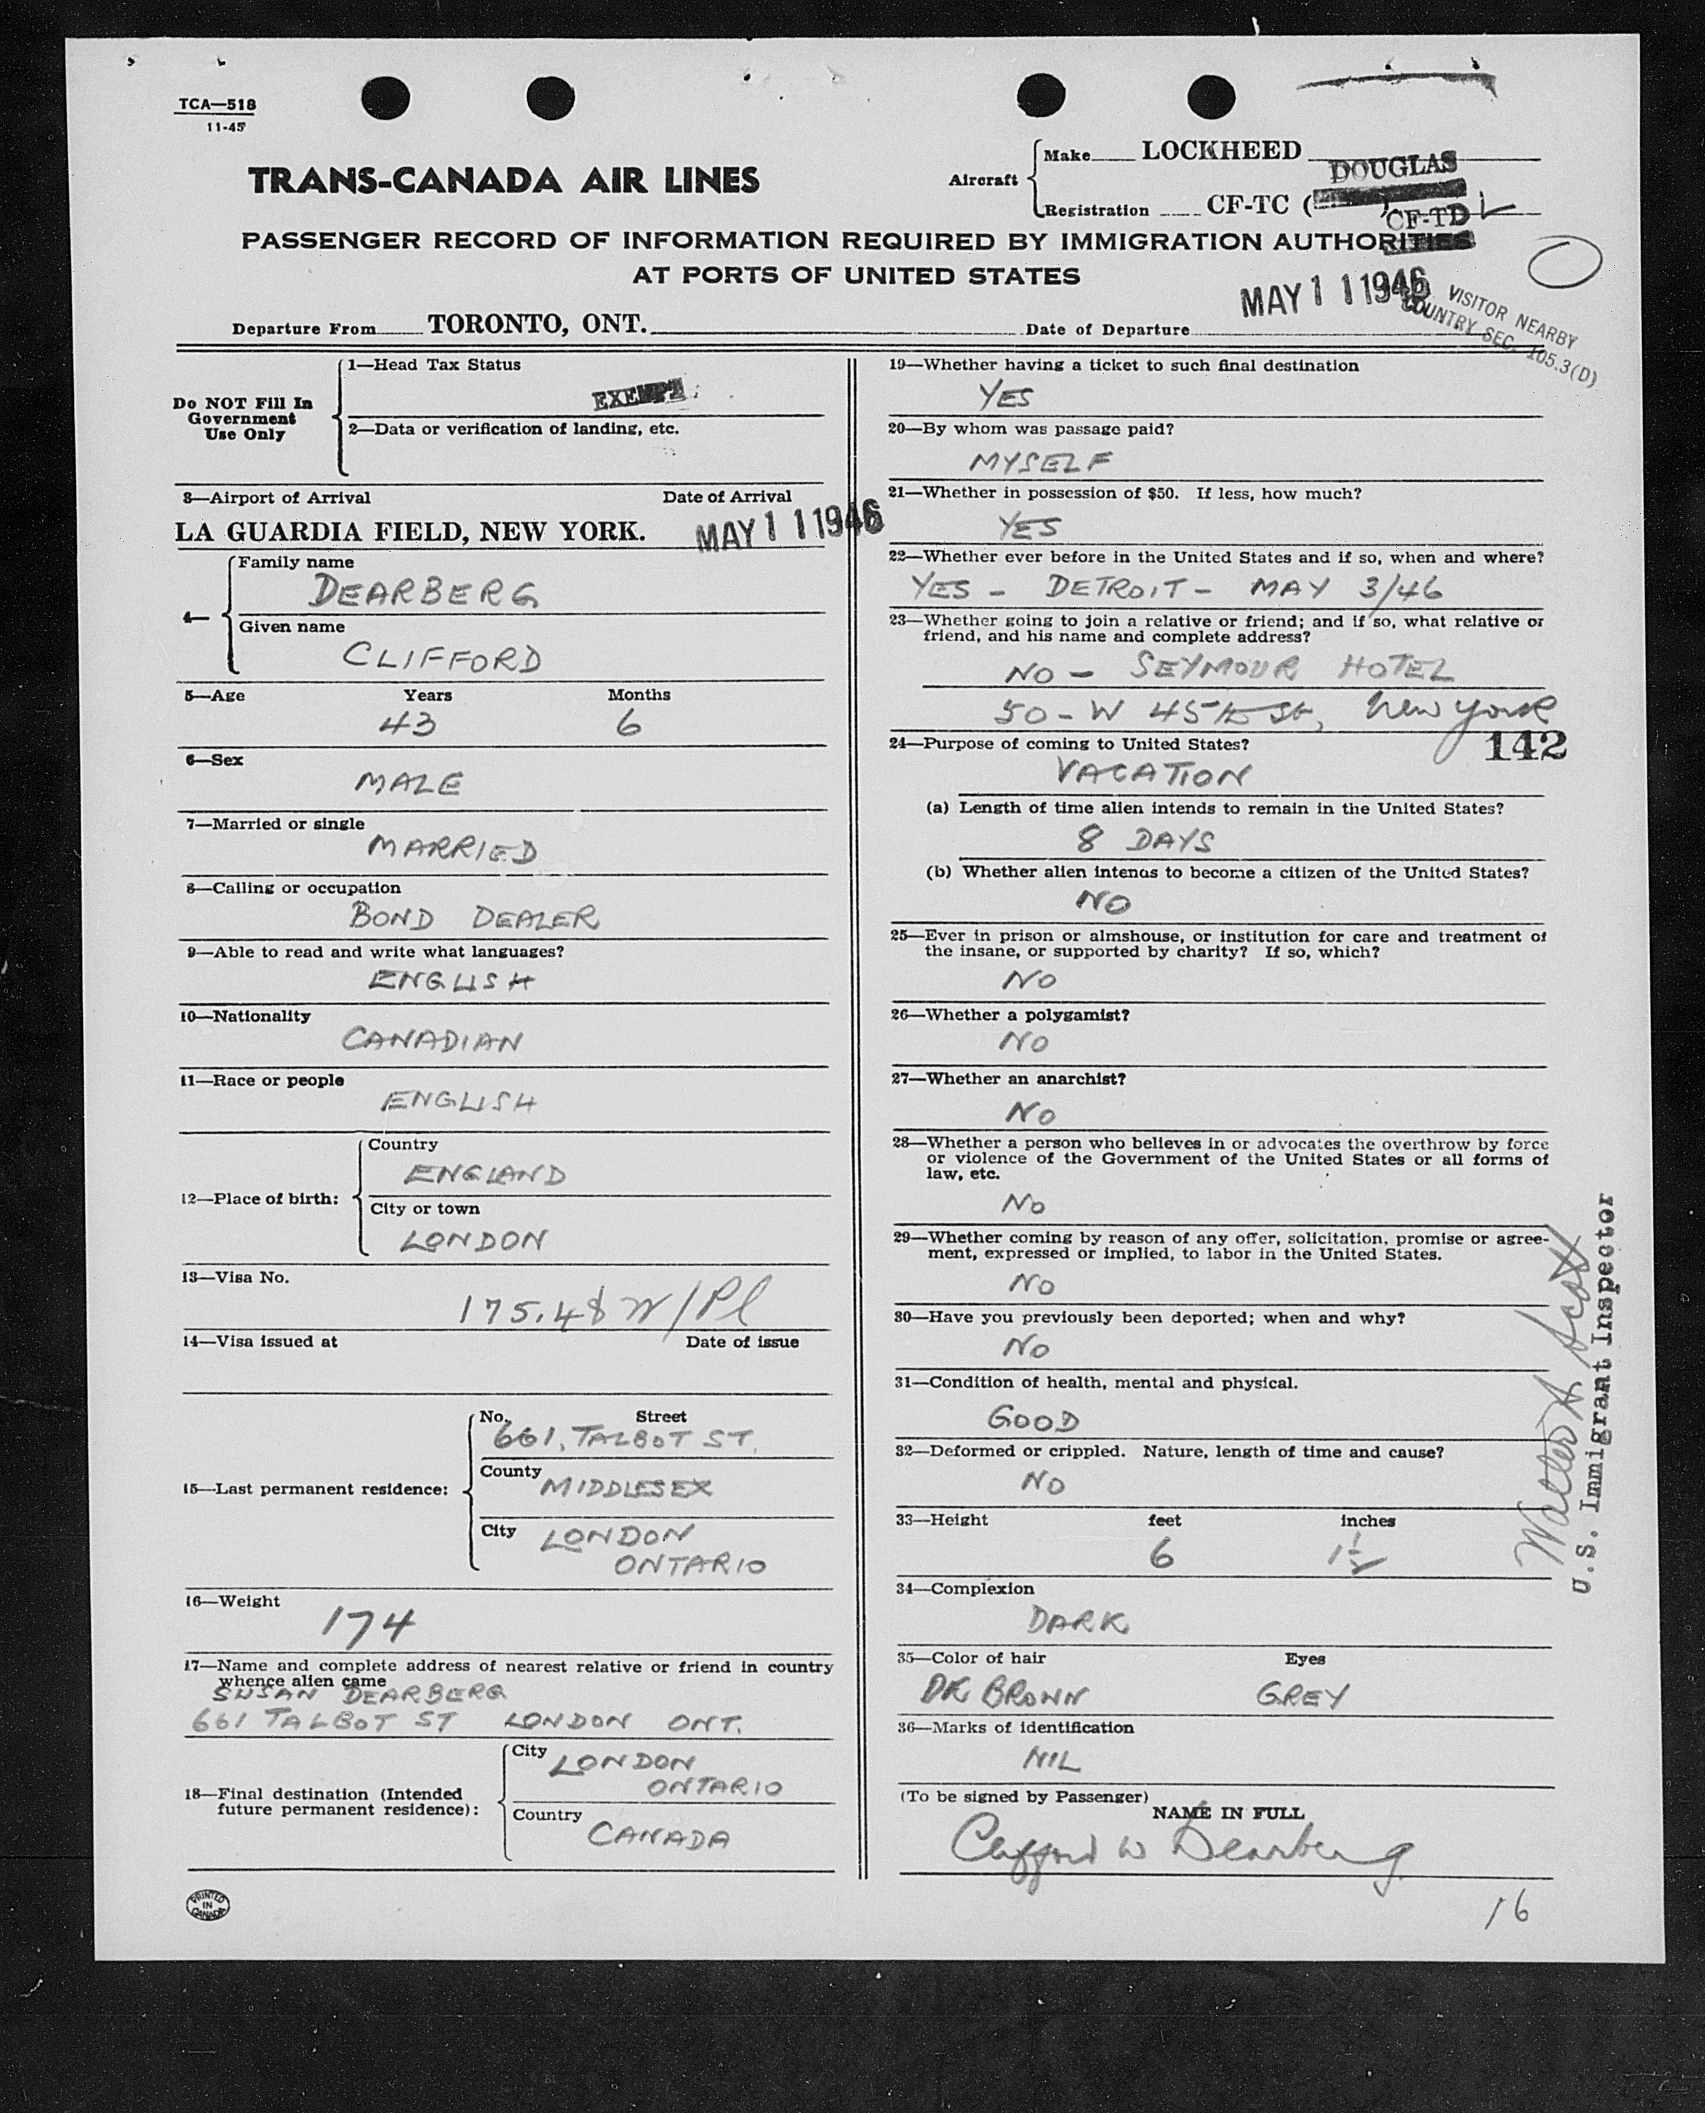 TCA—518
11-45
TRANS-CANADA AIR LINES
Aircraft
Make LOCKHEED
DOUGLAS
Registration CF-TC (
)
CF-TD L
PASSENGER RECORD OF INFORMATION REQUIRED BY IMMIGRATION AUTHORITIES
AT PORTS OF UNITED STATES
MAY 1 1 1946
VISITOR NEARBY
COUNTRY SEC. 105.3(D)
Departure From TORONTO, ONT. Date of Departure
Do NOT Fill In
Government
Use Only
1—Head Tax Status
EXEMPT
2—Data or verification of landing, etc.
3—Airport of Arrival Date of Arrival
LA GUARDIA FIELD, NEW YORK. MAY 1 1 1946
4—
Family name
DEARBERG
Given name
CLIFFORD
5—Age Years Months
43 6
6—Sex
MALE
7—Married or single
MARRIED
8—Calling or occupation
BOND DEALER
9—Able to read and write what languages?
ENGLISH
10—Nationality
CANADIAN
11—Race or people
ENGLISH
12—Place of birth:
Country
ENGLAND
City or town
LONDON
13—Visa No.
175.48 W/Pl
14—Visa issued at Date of issue
15—Last permanent residence:
No. Street
661, TALBOT ST.
County
MIDDLESEX
City LONDON
ONTARIO
16—Weight
174
17—Name and complete address of nearest relative or friend in country
whence alien came
SUSAN DEARBERG
661 TALBOT ST LONDON ONT.
18—Final destination (Intended
future permanent residence):
City LONDON
ONTARIO
Country
CANADA
PRINTED
IN
CANADA
19—Whether having a ticket to such final destination
YES
20—By whom was passage paid?
MYSELF
21—Whether in possession of $50. If less, how much?
YES
22—Whether ever before in the United States and if so, when and where?
YES - DETROIT - MAY 3/46
23—Whether going to join a relative or friend; and if so, what relative or
friend, and his name and complete address?
NO - SEYMOUR HOTEL
50-W 45th St, New York
24—Purpose of coming to United States?
142
VACATION
(a) Length of time alien intends to remain in the United States?
8 DAYS
(b) Whether alien intends to become a citizen of the United States?
NO
25—Ever in prison or almshouse, or institution for care and treatment of
the insane, or supported by charity? If so, which?
NO
26—Whether a polygamist?
NO
27—Whether an anarchist?
NO
28—Whether a person who believes in or advocates the overthrow by force
or violence of the Government of the United States or all forms of
law, etc.
NO
29—Whether coming by reason of any offer, solicitation, promise or agree-
ment, expressed or implied, to labor in the United States.
NO
30—Have you previously been deported; when and why?
NO
31—Condition of health, mental and physical.
GOOD
32—Deformed or crippled. Nature, length of time and cause?
NO
33—Height feet inches
6 1½
34—Complexion
DARK
35—Color of hair Eyes
DK BROWN GREY
36—Marks of identification
NIL
(To be signed by Passenger)
NAME IN FULL
Clifford W Dearberg
16
Walter H Scott
U.S. Immigrant Inspector